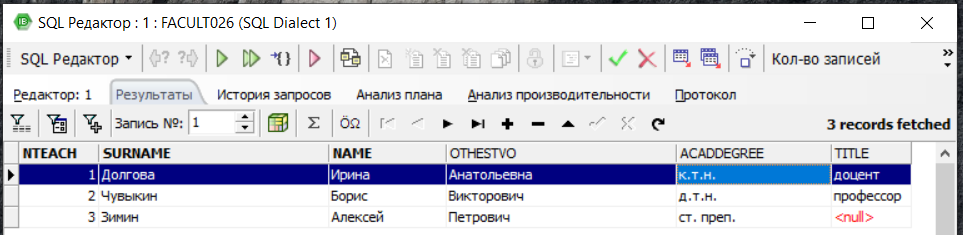 SQL Редактор : 1 : FACULT026 (SQL Dialect 1)
SQL Редактор Кол-во записей
Редактор: 1 Результаты История запросов Анализ плана Анализ производительности Протокол
Запись №: 1 Σ ÖΩ 3 records fetched
NTEACH SURNAME NAME OTHESTVO ACADDEGREE TITLE
1 Долгова Ирина Анатольевна к.т.н. доцент
2 Чувыкин Борис Викторович д.т.н. профессор
3 Зимин Алексей Петрович ст. преп. <null>